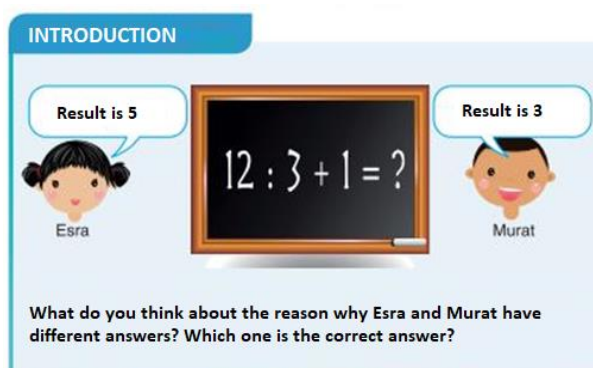 INTRODUCTION
Result is 5
Result is 3
12 : 3 + 1 = ?
Esra
Murat
What do you think about the reason why Esra and Murat have
different answers? Which one is the correct answer?